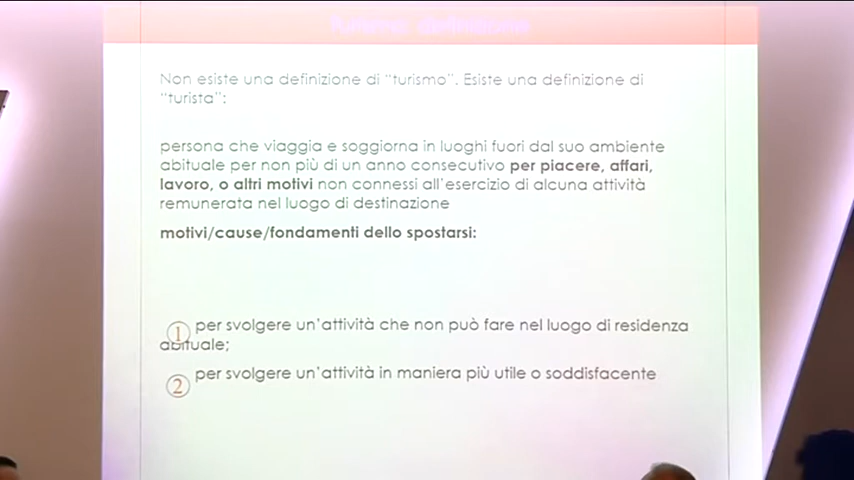 Turismo: definizione
Non esiste una definizione di "turismo". Esiste una definizione di
"turista":
persona che viaggia e soggiorna in luoghi fuori dal suo ambiente
abituale per non più di un anno consecutivo per piacere, affari,
lavoro, o altri motivi non connessi all'esercizio di alcuna attività
remunerata nel luogo di destinazione
motivi/cause/fondamenti dello spostarsi:
1 per svolgere un'attività che non può fare nel luogo di residenza
abituale;
2 per svolgere un'attività in maniera più utile o soddisfacente